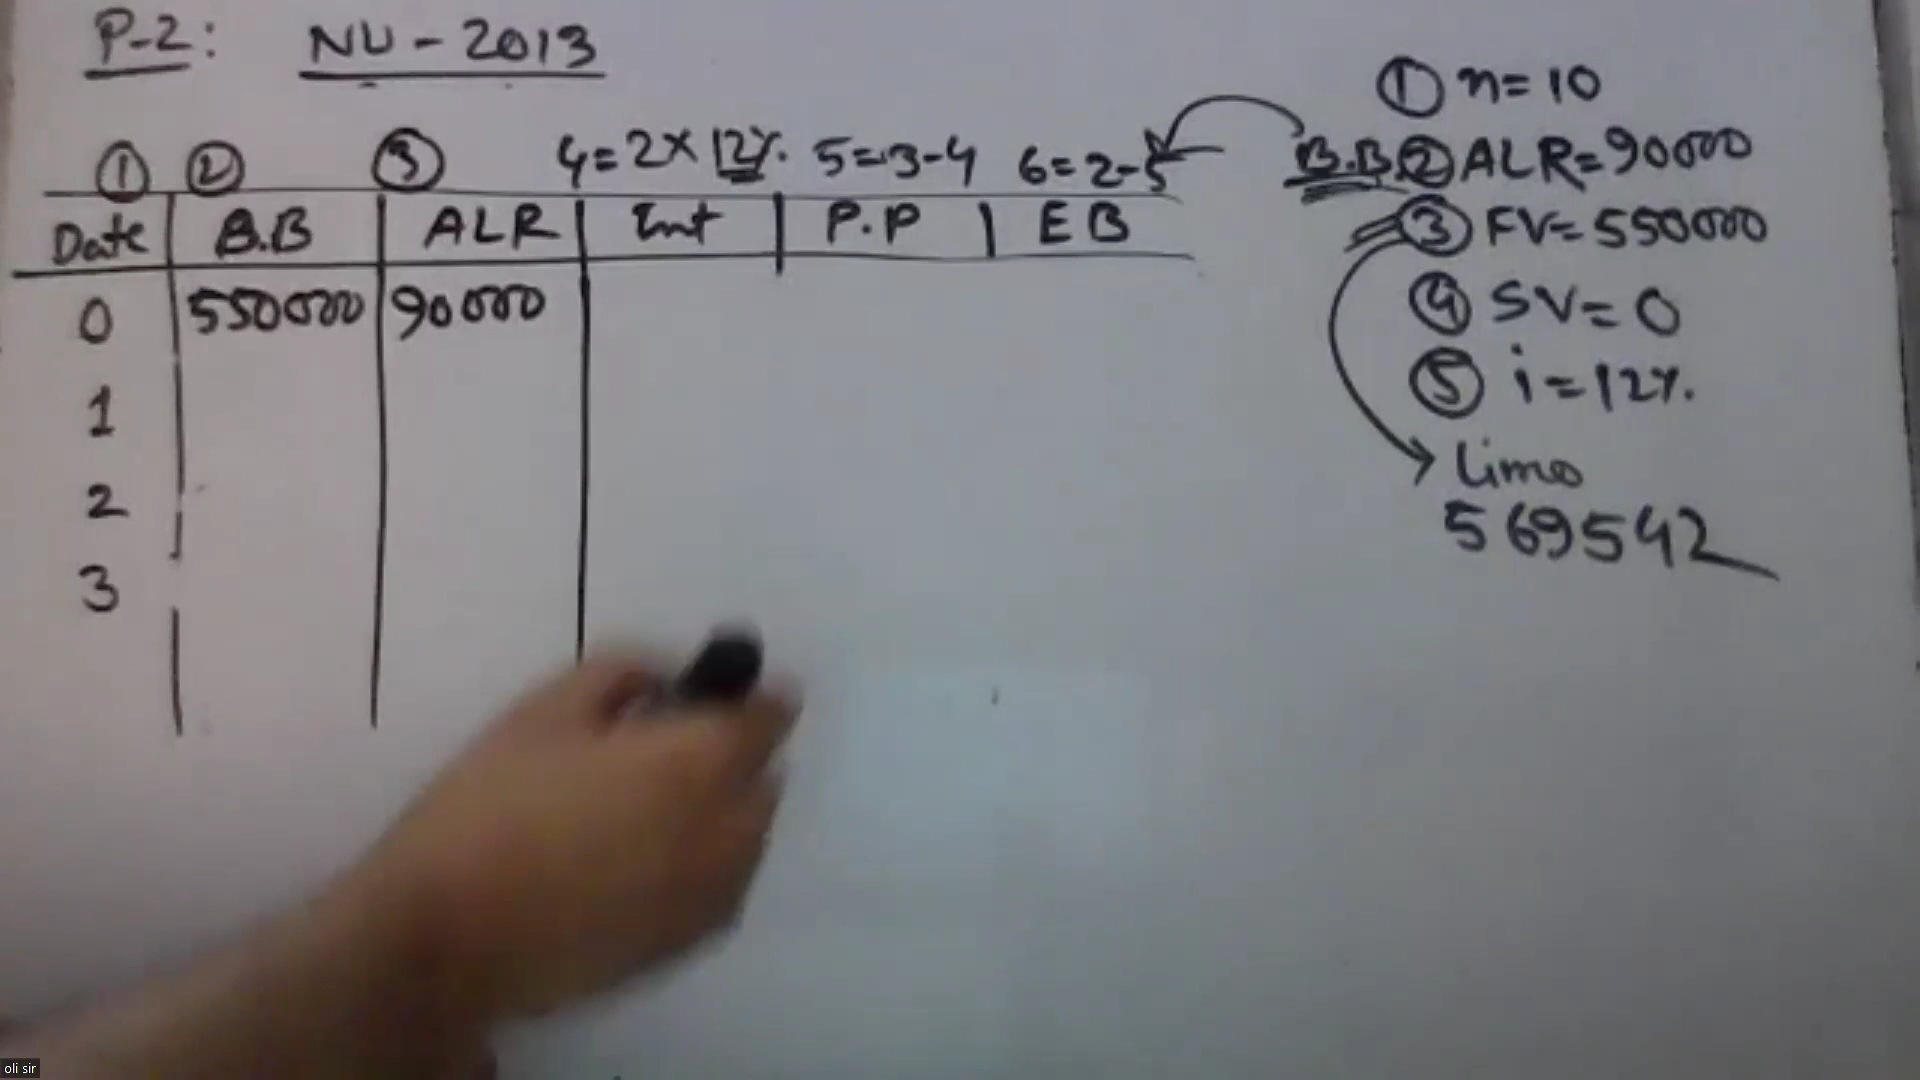 P-2: NU - 2013
① ② ③ 4=2× 12%. 5=3-4 6=2-5
Date B.B ALR Int P.P EB
0 550000 90000
1
2
3
① n= 10
B.B. ② ALR=90000
③ FV=550000
④ SV= 0
⑤ i=12%.
569542
oli sir